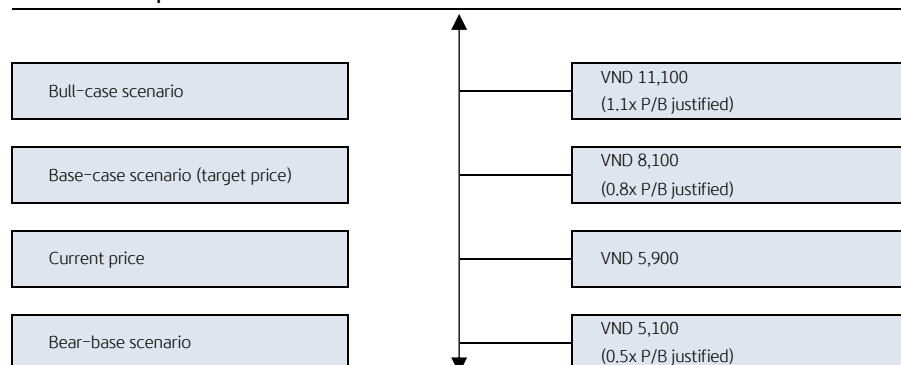 Bull-case scenario
VND 11,100
(1.1x P/B justified)
Base-case scenario (target price)
VND 8,100
(0.8x P/B justified)
Current price
VND 5,900
Bear-base scenario
VND 5,100
(0.5x P/B justified)